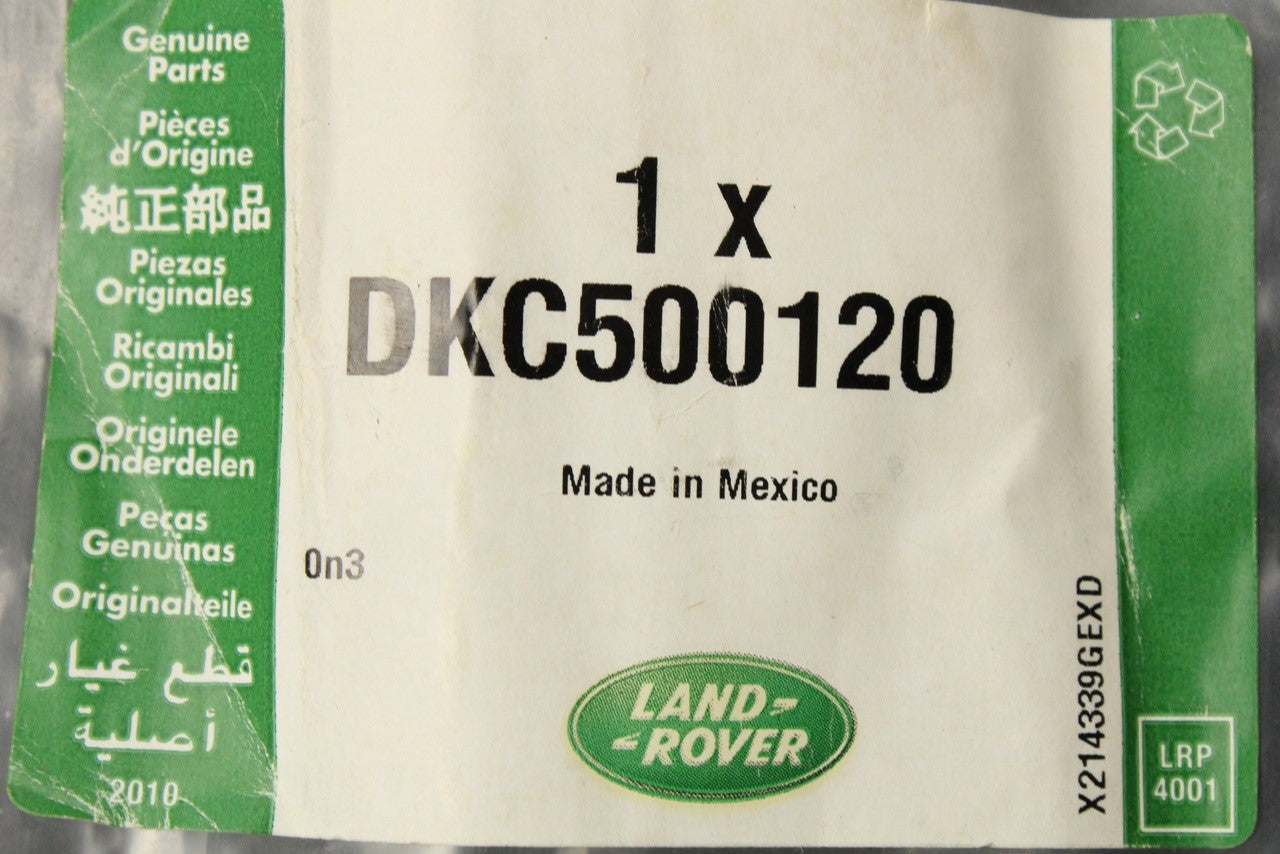 Genuine
Parts
Pièces
d'Origine
純正部品
Piezas
Originales
Ricambi
Originali
Originele
Onderdelen
Peças
Genuinas
Originalteile
قطع غيار
أصلية
2010
1 x
DKC500120
Made in Mexico
0n3
LAND-
-ROVER
X214339GEXD
LRP
4001